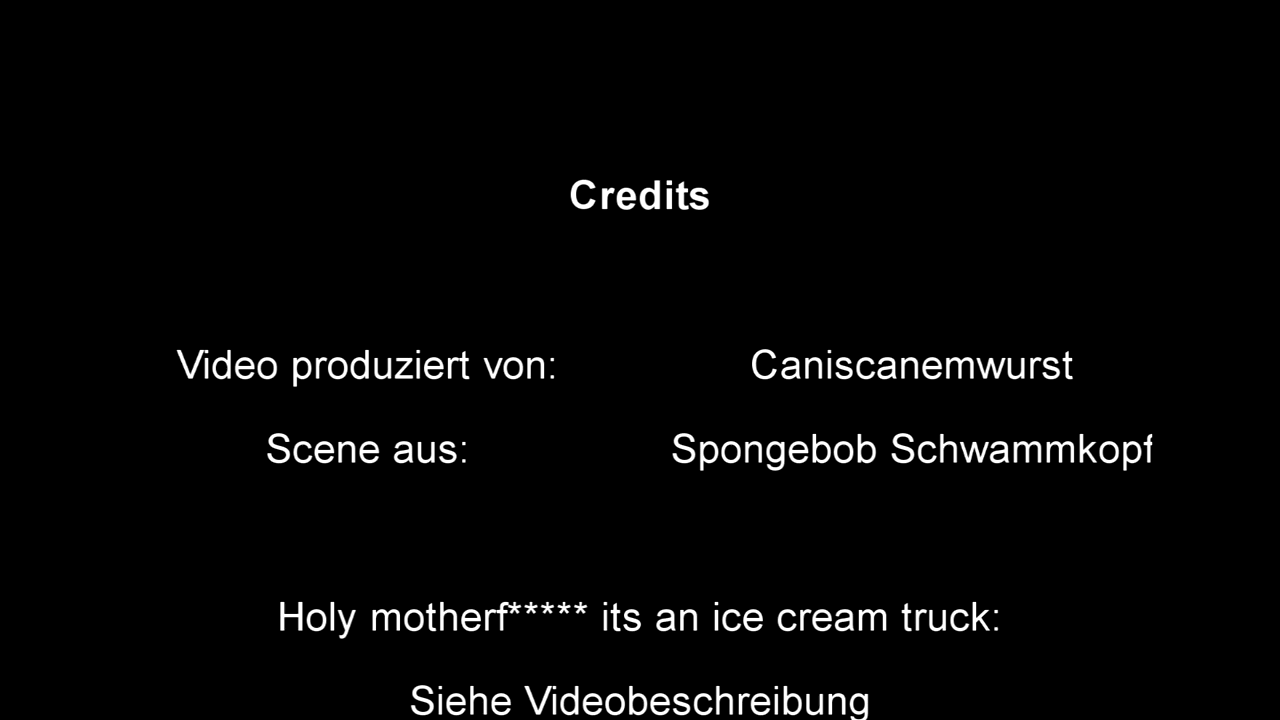 Credits
Video produziert von: Caniscanemwurst
Scene aus: Spongebob Schwammkopf
Holy motherf***** its an ice cream truck:
Siehe Videobeschreibung